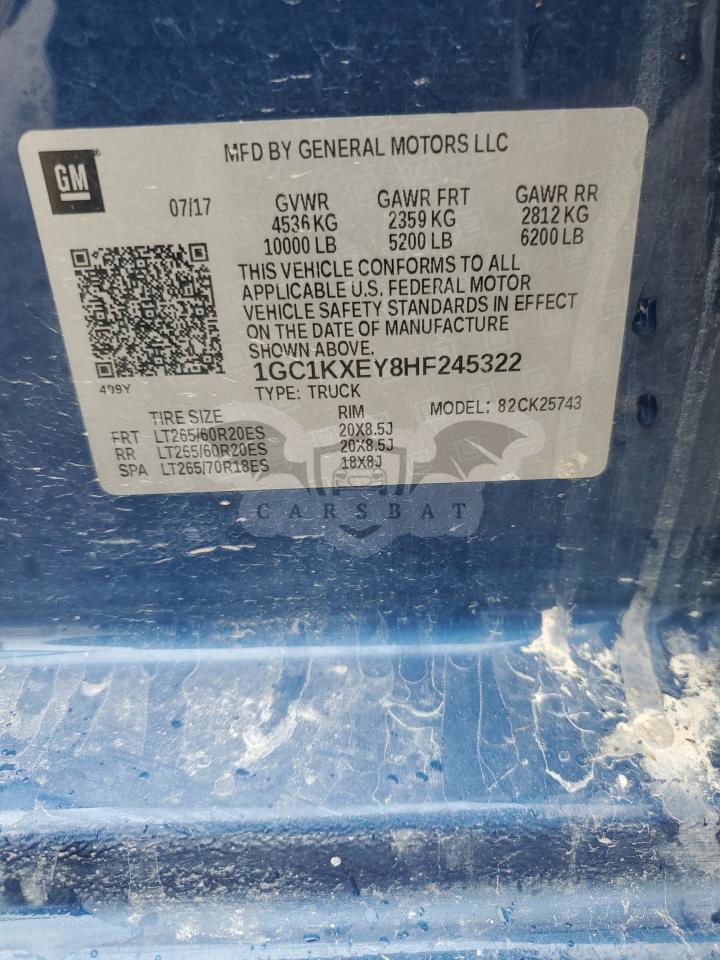 MFD BY GENERAL MOTORS LLC
GM
07/17
GVWR GAWR FRT GAWR RR
4536 KG 2359 KG 2812 KG
10000 LB 5200 LB 6200 LB
THIS VEHICLE CONFORMS TO ALL
APPLICABLE U.S. FEDERAL MOTOR
VEHICLE SAFETY STANDARDS IN EFFECT
ON THE DATE OF MANUFACTURE
SHOWN ABOVE.
1GC1KXEY8HF245322
499Y
TYPE: TRUCK
MODEL: 82CK25743
TIRE SIZE RIM
FRT LT265/60R20ES 20X8.5J
RR LT265/60R20ES 20X8.5J
SPA LT265/70R18ES 18X8J
CARSBAT